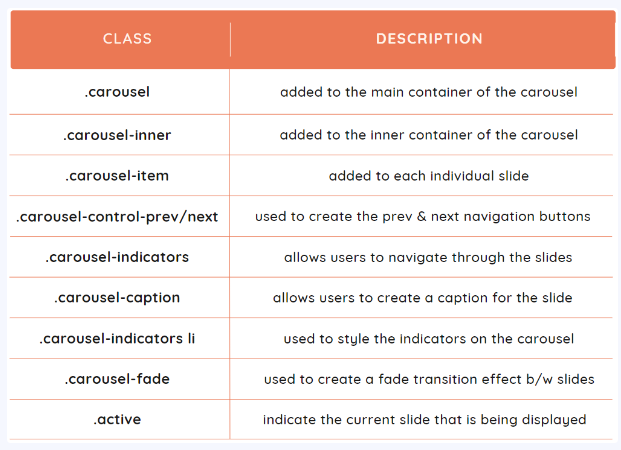 CLASS DESCRIPTION
.carousel added to the main container of the carousel
.carousel-inner added to the inner container of the carousel
.carousel-item added to each individual slide
.carousel-control-prev/next used to create the prev & next navigation buttons
.carousel-indicators allows users to navigate through the slides
.carousel-caption allows users to create a caption for the slide
.carousel-indicators li used to style the indicators on the carousel
.carousel-fade used to create a fade transition effect b/w slides
.active indicate the current slide that is being displayed